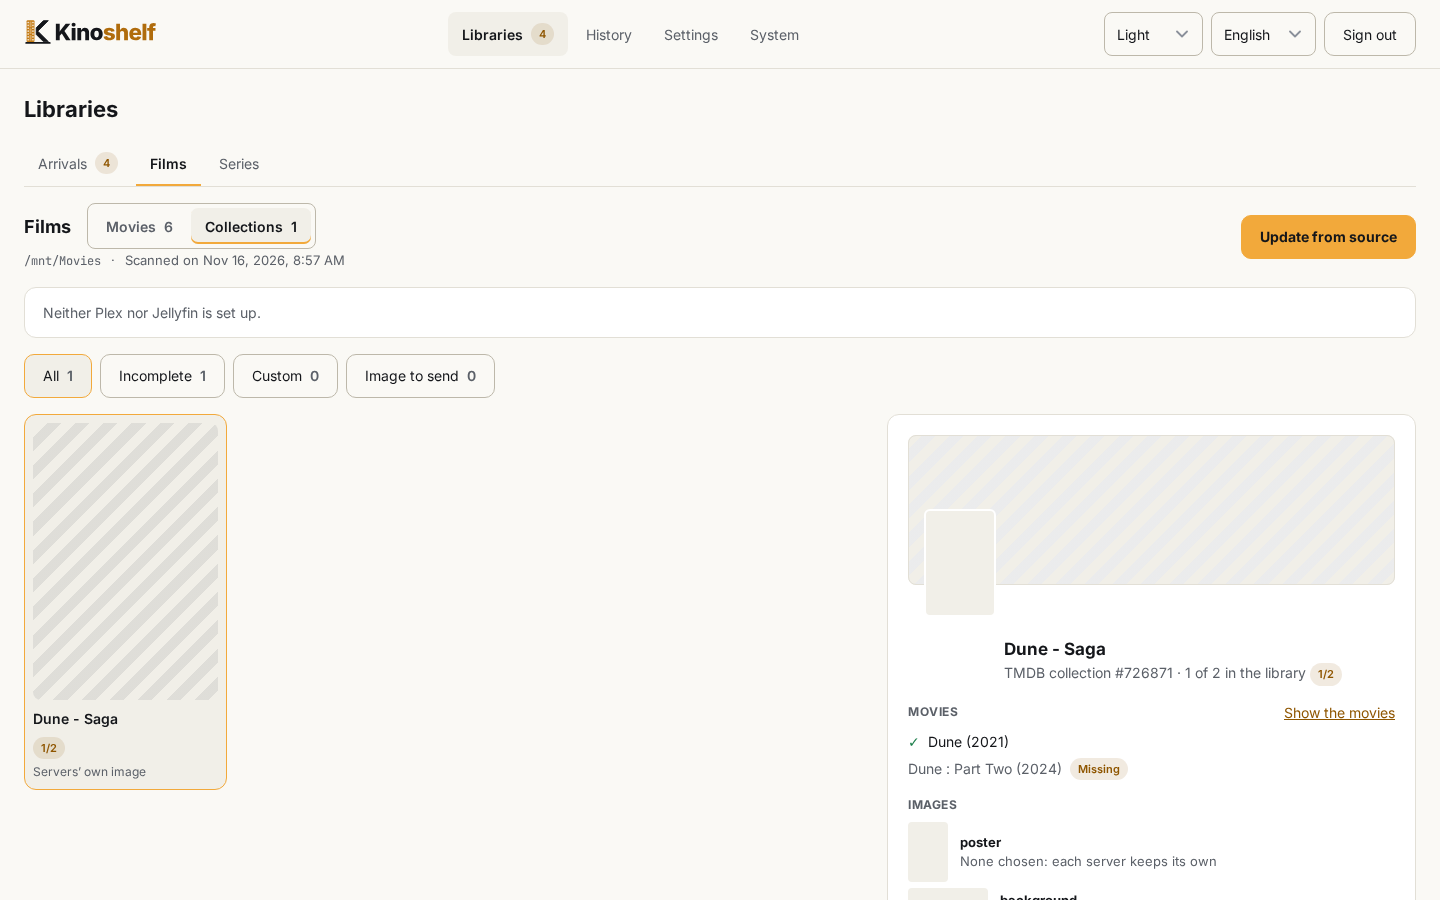 Kinoshelf
Libraries 4 History Settings System
Light English Sign out
Libraries
Arrivals 4 Films Series
Films Movies 6 Collections 1
Update from source
/mnt/Movies · Scanned on Nov 16, 2026, 8:57 AM
Neither Plex nor Jellyfin is set up.
All 1 Incomplete 1 Custom 0 Image to send 0
Dune - Saga
1/2
Servers’ own image
Dune - Saga
TMDB collection #726871 · 1 of 2 in the library 1/2
MOVIES Show the movies
✓ Dune (2021)
Dune : Part Two (2024) Missing
IMAGES
poster
None chosen: each server keeps its own
background